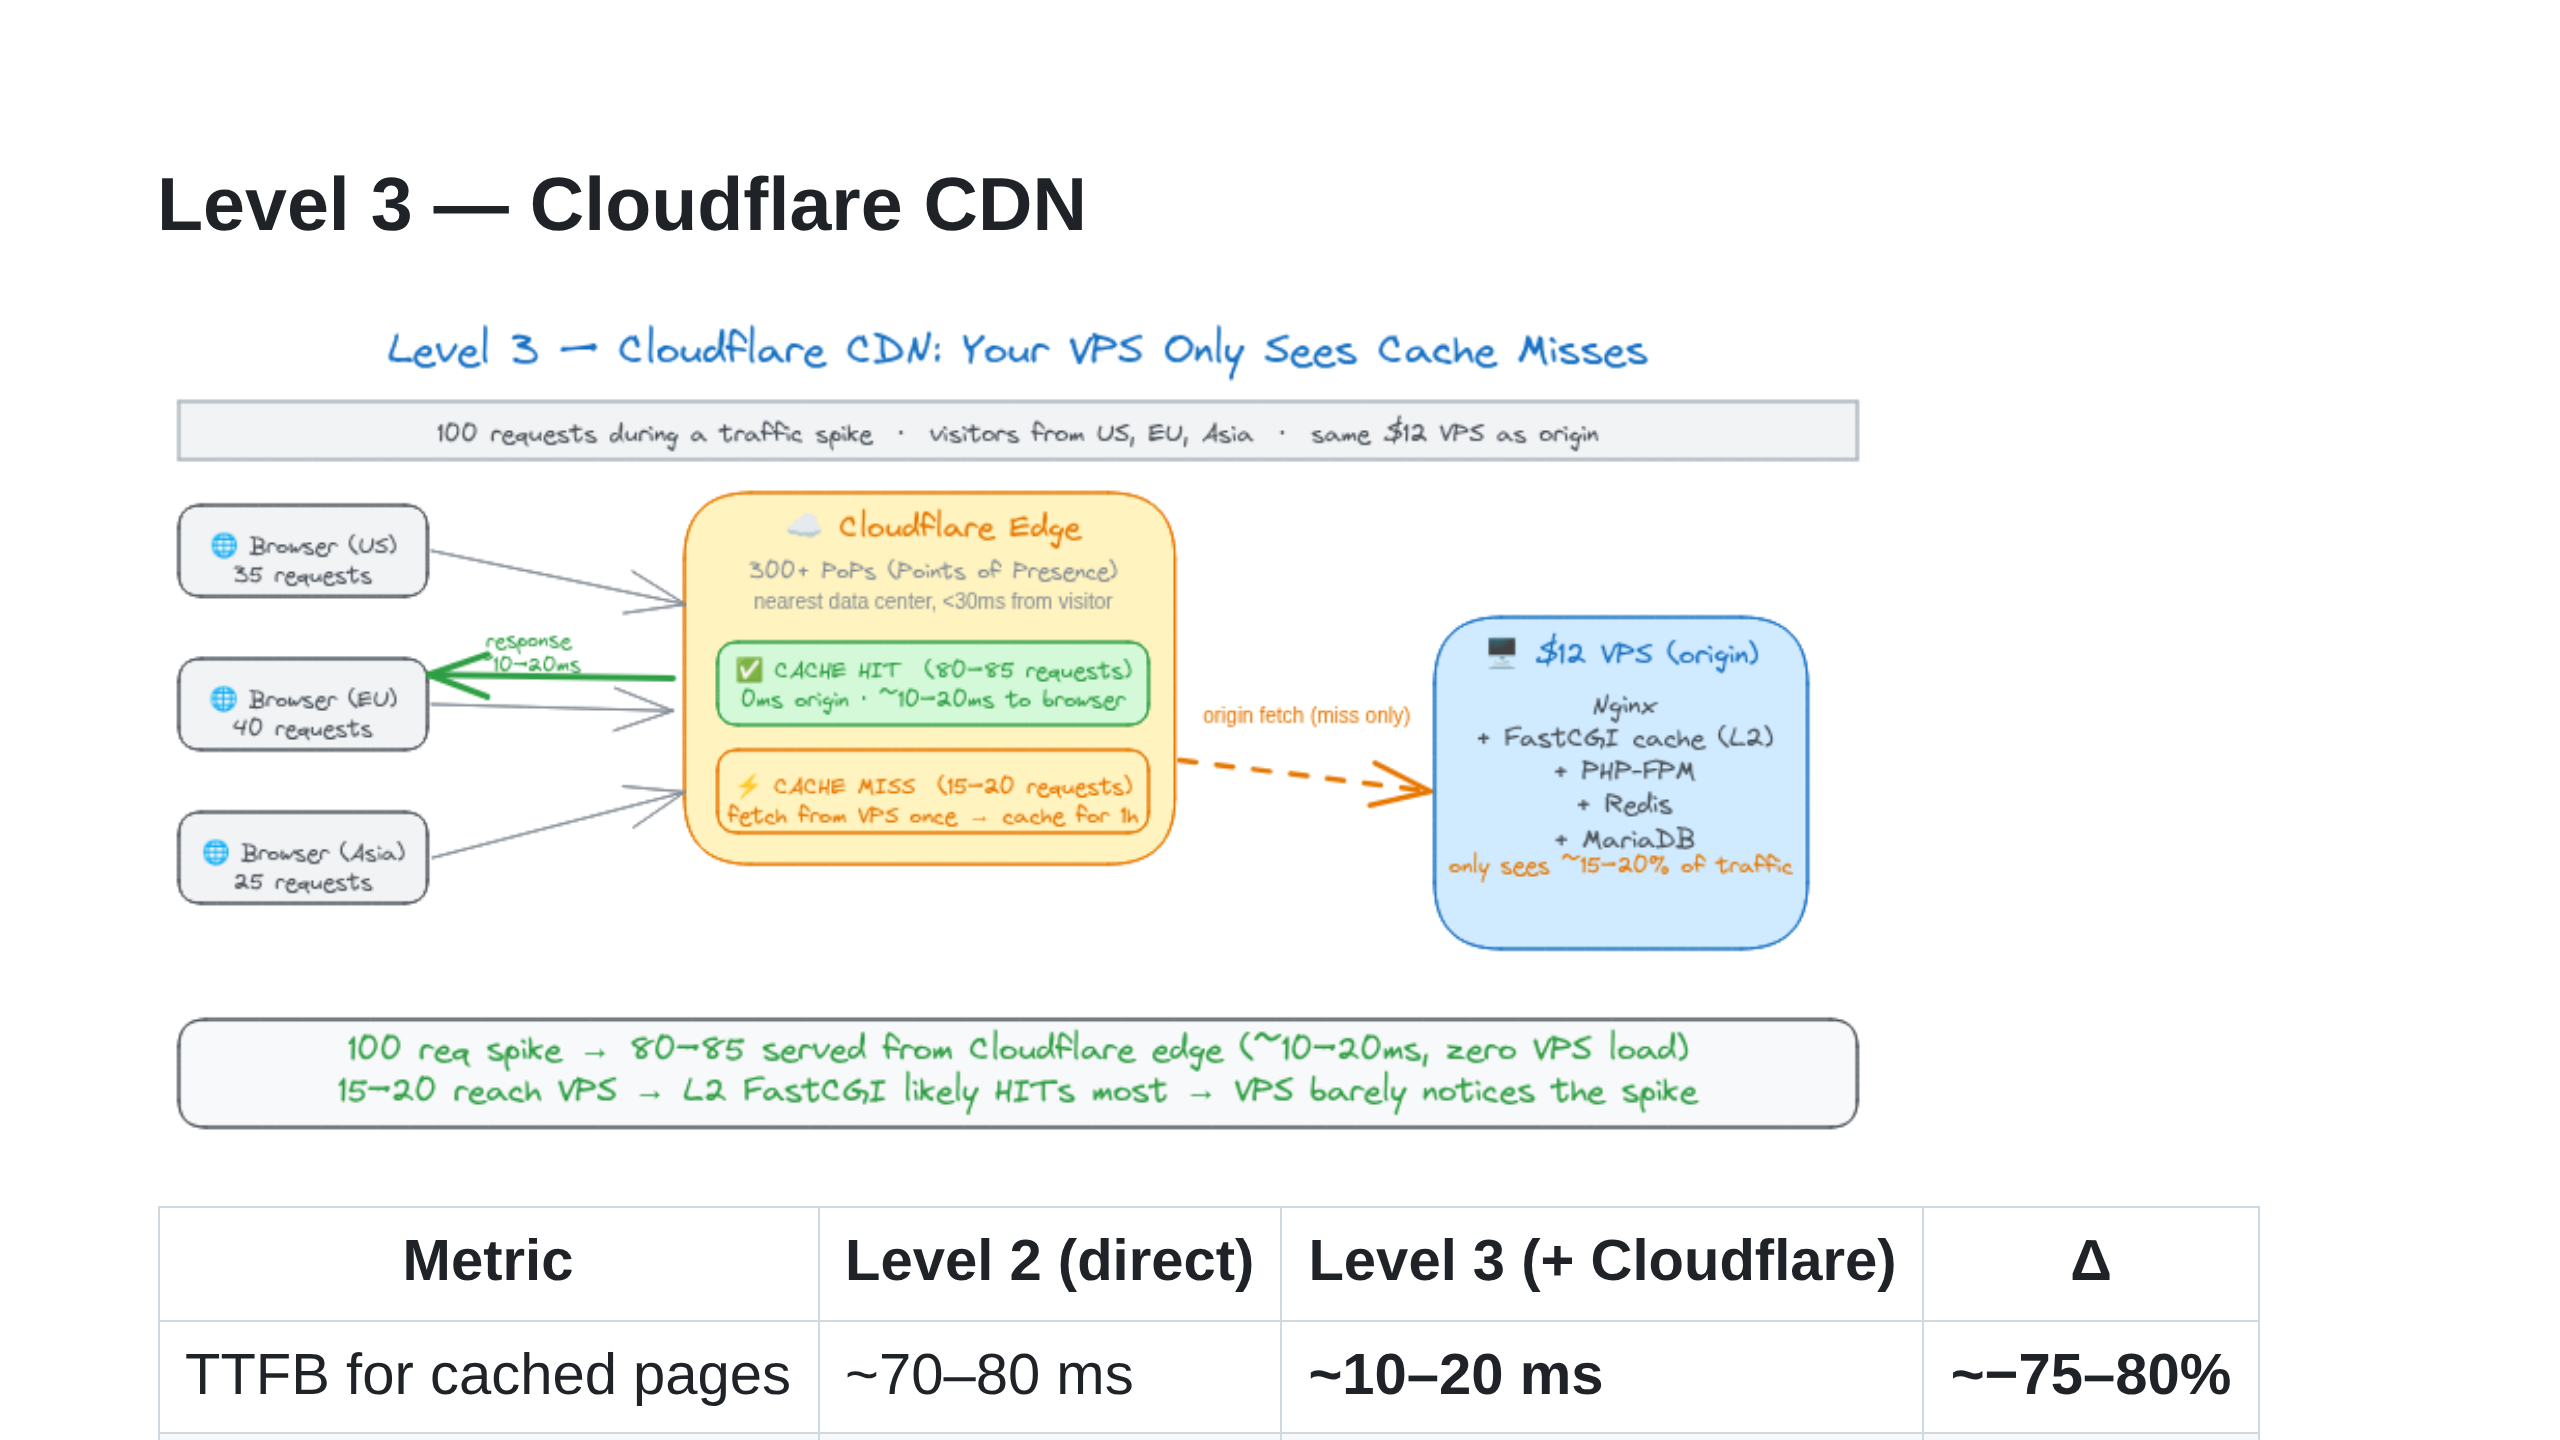 Level 3 — Cloudflare CDN
Level 3 — Cloudflare CDN: Your VPS Only Sees Cache Misses
100 requests during a traffic spike · visitors from US, EU, Asia · same $12 VPS as origin
🌐 Browser (US)
35 requests
response
~10–20ms
🌐 Browser (EU)
40 requests
🌐 Browser (Asia)
25 requests
☁️ Cloudflare Edge
300+ PoPs (Points of Presence)
nearest data center, <30ms from visitor
✅ CACHE HIT (80–85 requests)
0ms origin · ~10–20ms to browser
⚡ CACHE MISS (15–20 requests)
fetch from VPS once → cache for 1h
origin fetch (miss only)
🖥️ $12 VPS (origin)
Nginx
+ FastCGI cache (L2)
+ PHP-FPM
+ Redis
+ MariaDB
only sees ~15–20% of traffic
100 req spike → 80–85 served from Cloudflare edge (~10–20ms, zero VPS load)
15–20 reach VPS → L2 FastCGI likely HITs most → VPS barely notices the spike
Metric Level 2 (direct) Level 3 (+ Cloudflare) Δ
TTFB for cached pages ~70–80 ms ~10–20 ms ~−75–80%